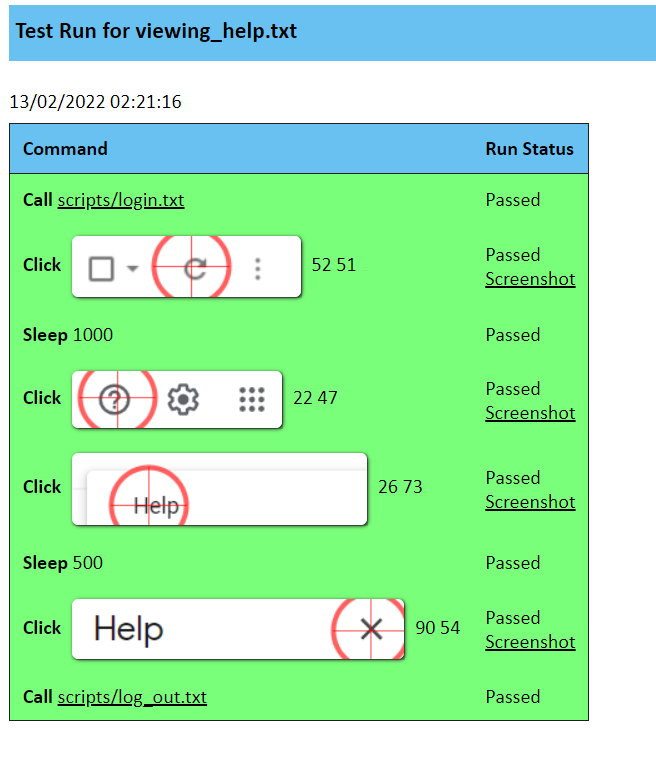 Test Run for viewing_help.txt
13/02/2022 02:21:16
Command Run Status
Call scripts/login.txt Passed
Click 52 51 Passed
Screenshot
Sleep 1000 Passed
Click ? 22 47 Passed
Screenshot
Click Help 26 73 Passed
Screenshot
Sleep 500 Passed
Click Help 90 54 Passed
Screenshot
Call scripts/log_out.txt Passed